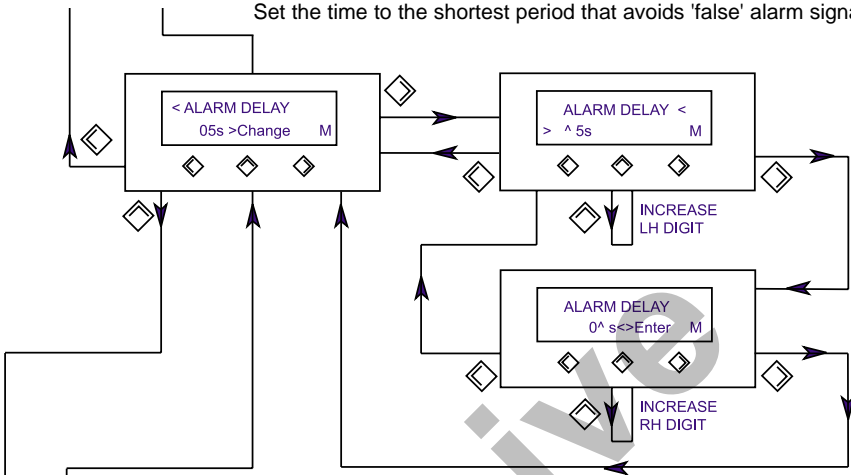 Set the time to the shortest period that avoids 'false' alarm
< ALARM DELAY
05s >Change M
ALARM DELAY <
> ^ 5s M
INCREASE
LH DIGIT
ALARM DELAY
0^ s<>Enter M
INCREASE
RH DIGIT